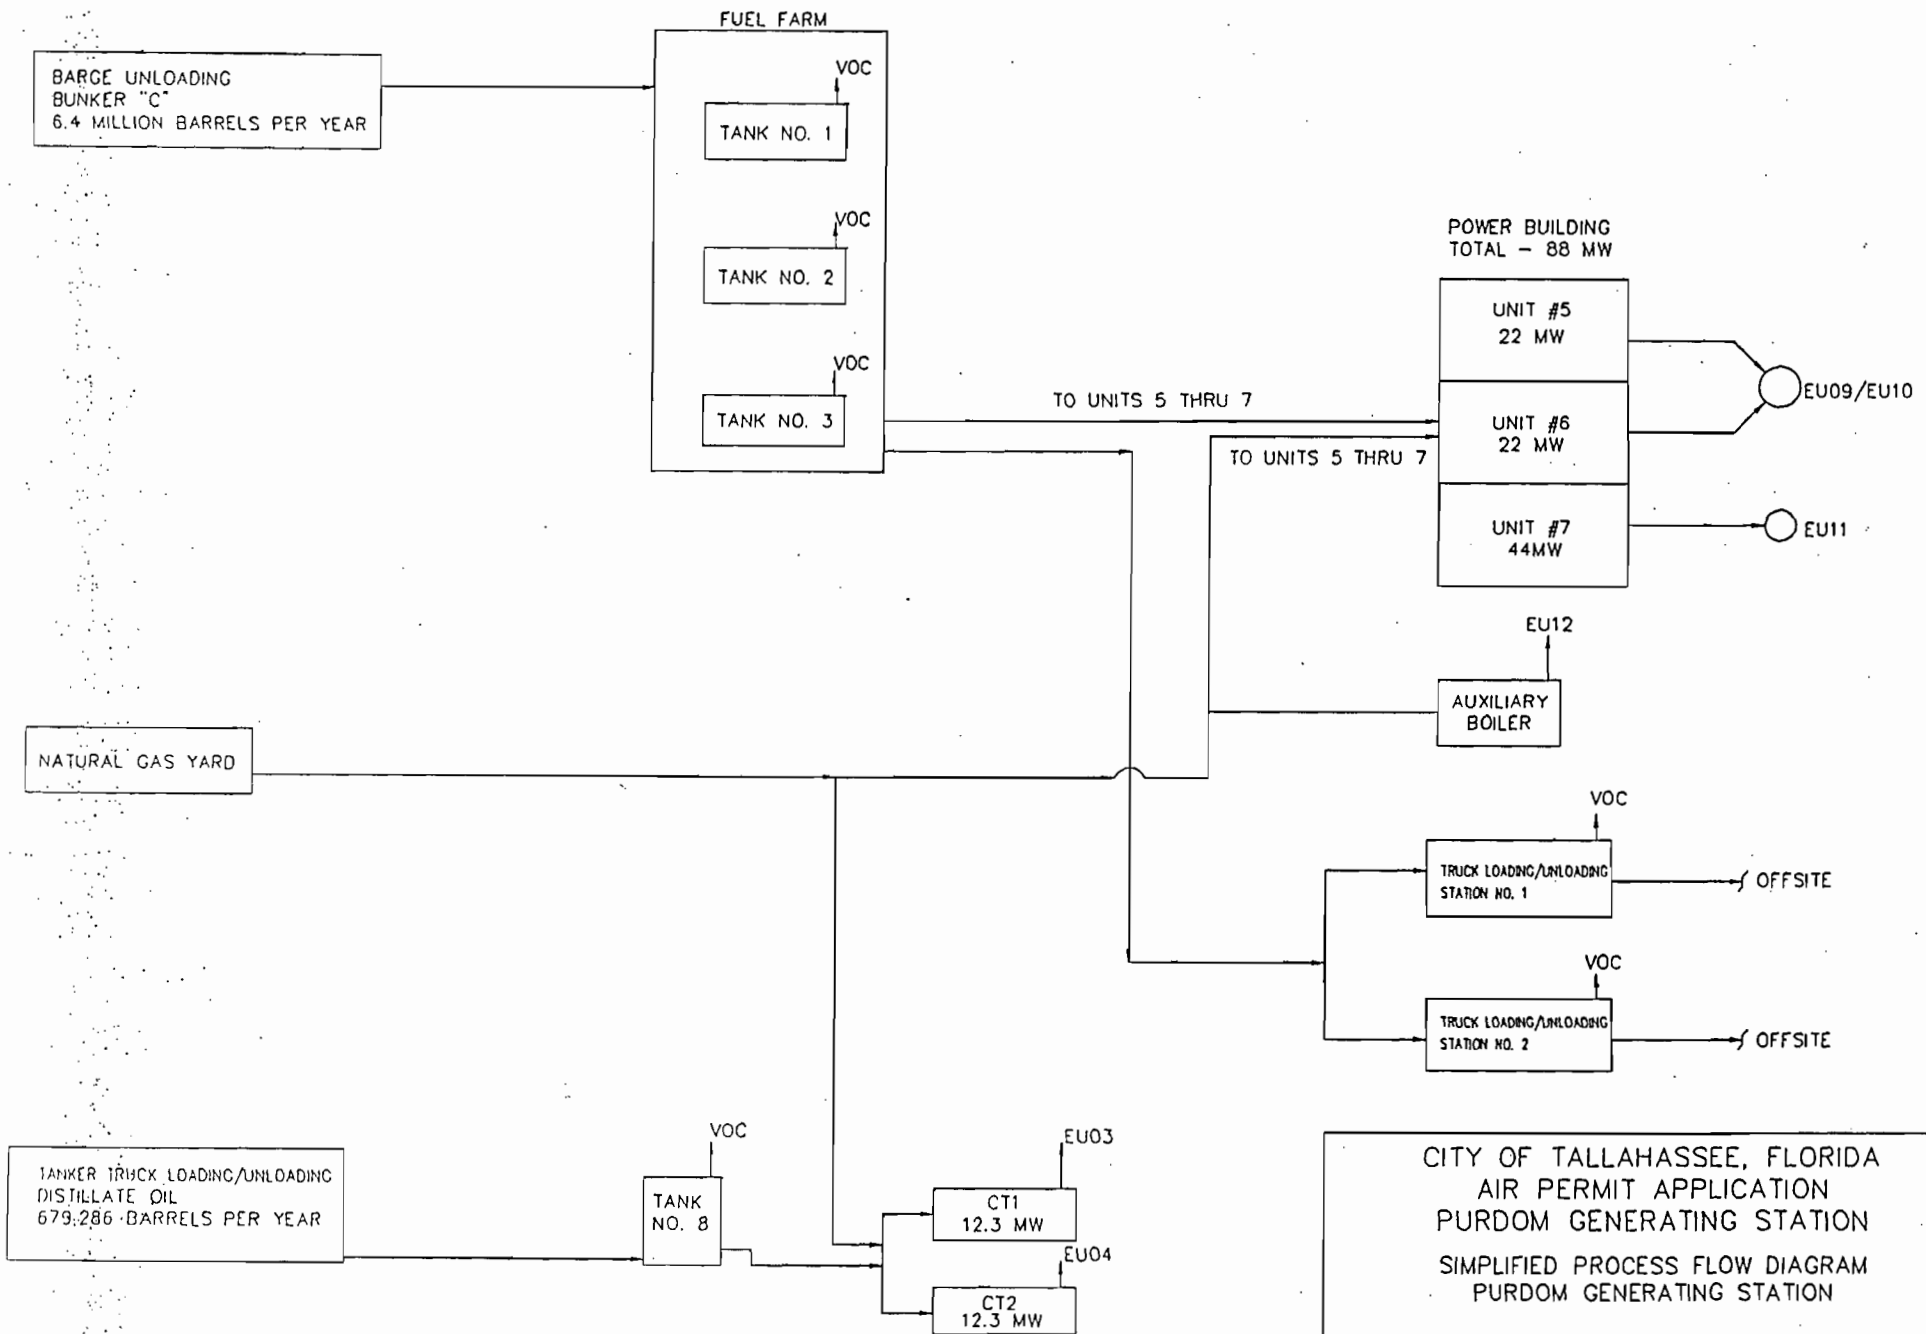 FUEL FARM
BARGE UNLOADING
BUNKER "C"
6.4 MILLION BARRELS PER YEAR
VOC
TANK NO. 1
VOC
TANK NO. 2
VOC
TANK NO. 3
TO UNITS 5 THRU 7
TO UNITS 5 THRU 7
POWER BUILDING
TOTAL - 88 MW
UNIT #5
22 MW
UNIT #6
22 MW
UNIT #7
44MW
EU09/EU10
EU11
EU12
AUXILIARY
BOILER
NATURAL GAS YARD
VOC
TRUCK LOADING/UNLOADING
STATION NO. 1
OFFSITE
VOC
TRUCK LOADING/UNLOADING
STATION NO. 2
OFFSITE
TANKER TRUCK LOADING/UNLOADING
DISTILLATE OIL
679,286 BARRELS PER YEAR
VOC
TANK
NO. 8
EU03
CT1
12.3 MW
EU04
CT2
12.3 MW
CITY OF TALLAHASSEE, FLORIDA
AIR PERMIT APPLICATION
PURDOM GENERATING STATION
SIMPLIFIED PROCESS FLOW DIAGRAM
PURDOM GENERATING STATION